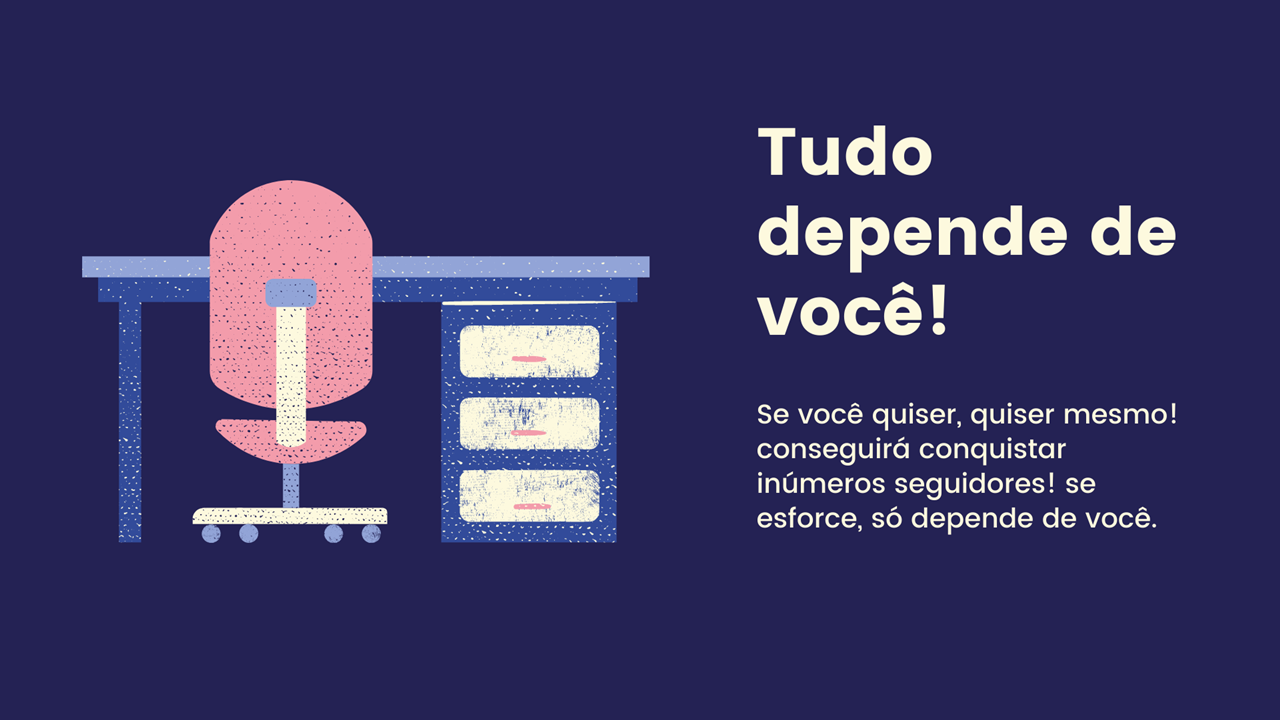 Tudo
depende de
você!
Se você quiser, quiser mesmo!
conseguirá conquistar
inúmeros seguidores! se
esforce, só depende de você.